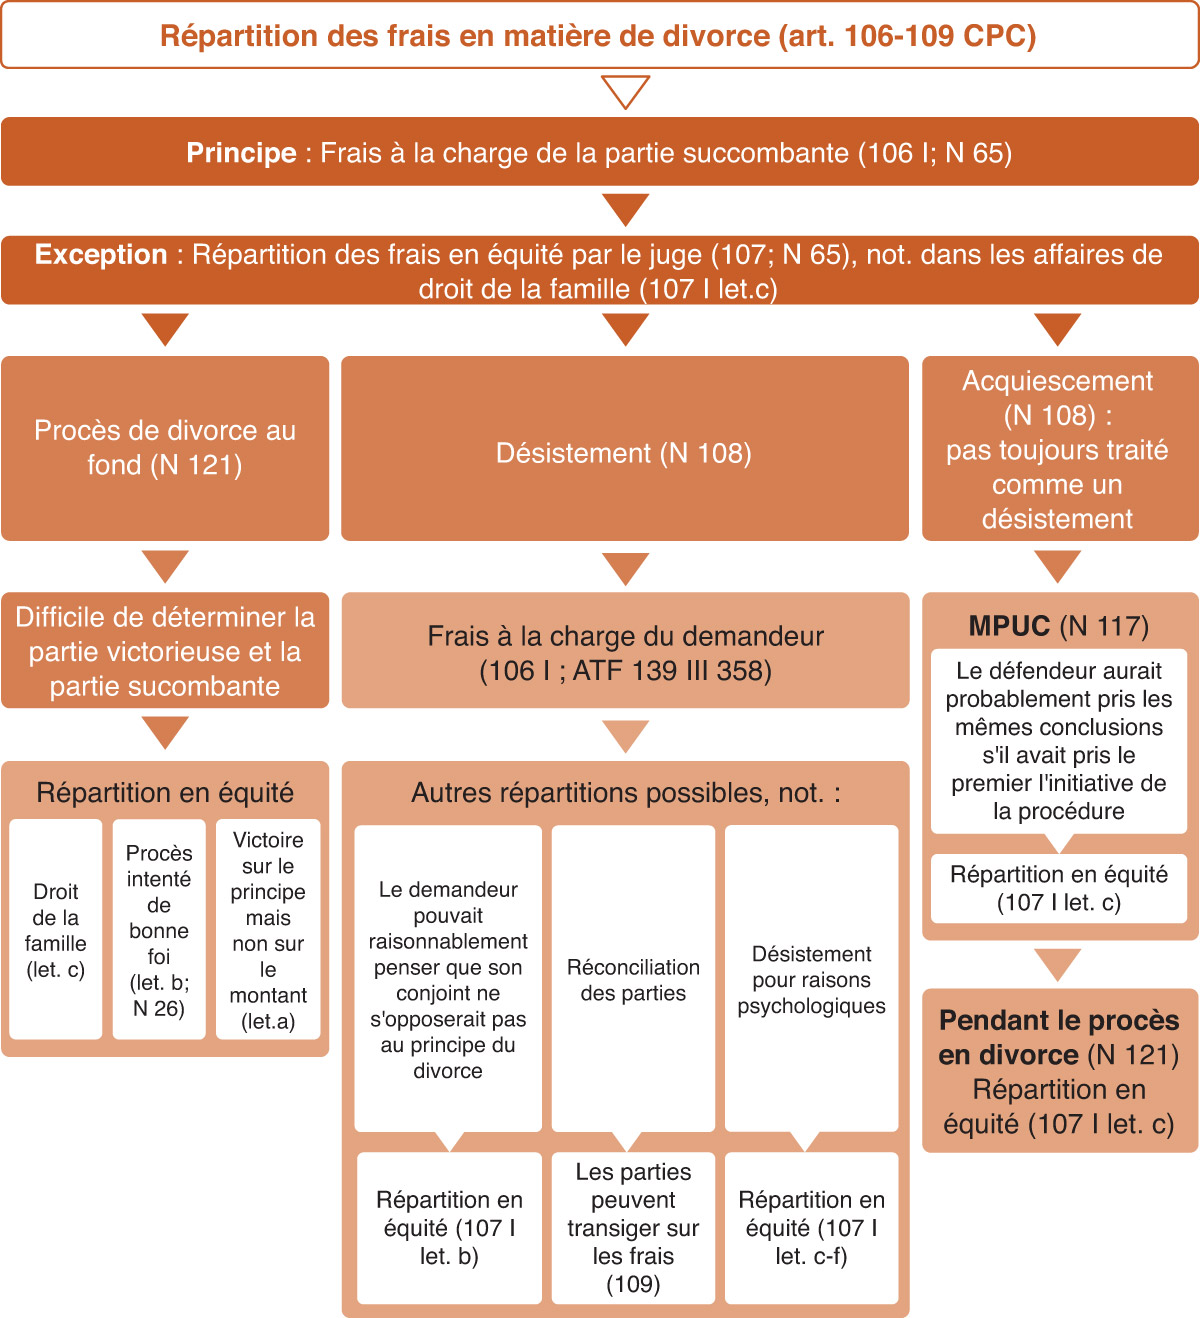 Répartition des frais en matière de divorce (art. 106-109 CPC)
Principe : Frais à la charge de la partie succombante (106 I; N 65)
Exception : Répartition des frais en équité par le juge (107; N 65), not. dans les affaires de
droit de la famille (107 I let.c)
Procès de divorce au
fond (N 121)
Difficile de déterminer la
partie victorieuse et la
partie sucombante
Répartition en équité
Droit
de la
famille
(let. c)
Procès
intenté
de
bonne
foi
(let. b;
N 26)
Victoire
sur le
principe
mais
non sur
le
montant
(let.a)
Désistement (N 108)
Frais à la charge du demandeur
(106 I ; ATF 139 III 358)
Autres répartitions possibles, not. :
Le demandeur
pouvait
raisonnablement
penser que son
conjoint ne
s'opposerait pas
au principe du
divorce
Répartition en
équité (107 I
let. b)
Réconciliation
des parties
Les parties
peuvent
transiger sur
les frais
(109)
Désistement
pour raisons
psychologiques
Répartition en
équité (107 I
let. c-f)
Acquiescement
(N 108) :
pas toujours traité
comme un
désistement
MPUC (N 117)
Le défendeur aurait
probablement pris les
mêmes conclusions
s'il avait pris le
premier l'initiative de
la procédure
Répartition en équité
(107 I let. c)
Pendant le procès
en divorce (N 121)
Répartition en
équité (107 I let. c)